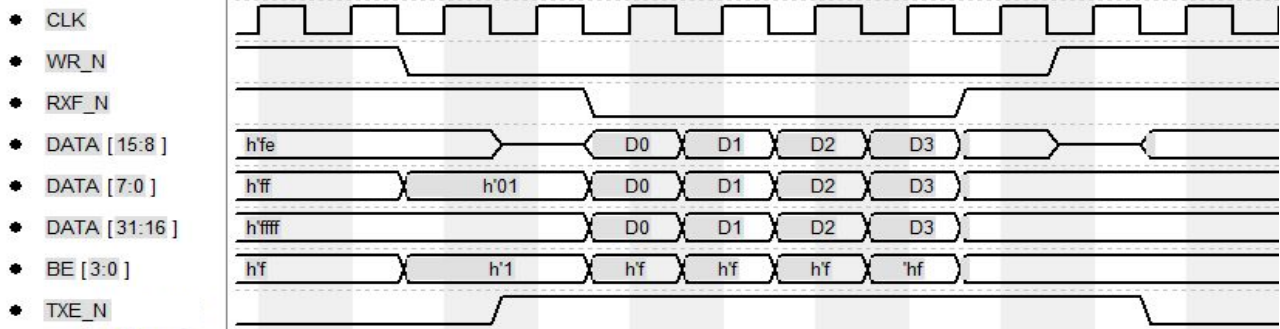 CLK
WR_N
RXF_N
DATA [ 15:8 ] h'fe D0 D1 D2 D3
DATA [ 7:0 ] h'ff h'01 D0 D1 D2 D3
DATA [ 31:16 ] h'ffff D0 D1 D2 D3
BE [ 3:0 ] h'f h'1 h'f h'f h'f 'hf
TXE_N